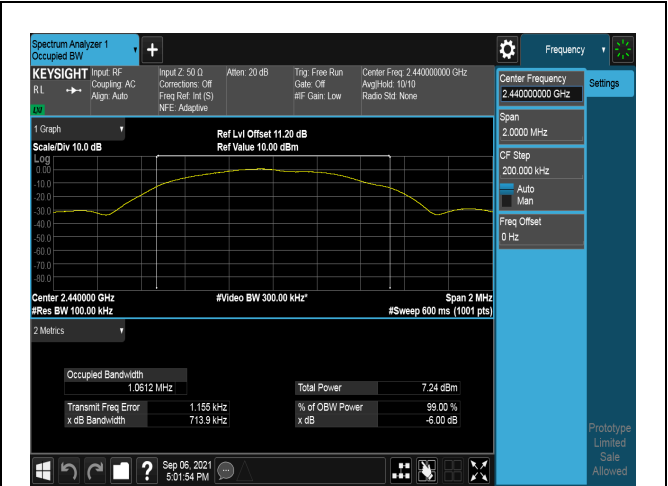 Spectrum Analyzer 1
Occupied BW
+
Frequency
KEYSIGHT
RL
Input: RF
Coupling: AC
Align: Auto
Input Z: 50 Ω
Corrections: Off
Freq Ref: Int (S)
NFE: Adaptive
Atten: 20 dB
Trig: Free Run
Gate: Off
#IF Gain: Low
Center Freq: 2.440000000 GHz
Avg|Hold: 10/10
Radio Std: None
Center Frequency
2.440000000 GHz
Settings
Span
2.0000 MHz
CF Step
200.000 kHz
Auto
Man
Freq Offset
0 Hz
1 Graph
Scale/Div 10.0 dB
Ref Lvl Offset 11.20 dB
Ref Value 10.00 dBm
Log
0.00
-10.0
-20.0
-30.0
-40.0
-50.0
-60.0
-70.0
-80.0
Center 2.44000 GHz
#Video BW 300.00 kHz*
Span 2 MHz
#Res BW 100.00 kHz
#Sweep 600 ms (1001 pts)
2 Metrics
Occupied Bandwidth
1.0612 MHz
Total Power 7.24 dBm
Transmit Freq Error 1.155 kHz
% of OBW Power 99.00 %
x dB Bandwidth 713.9 kHz
x dB -6.00 dB
Prototype
Limited
Sale
Allowed
?
Sep 06, 2021
5:01:54 PM